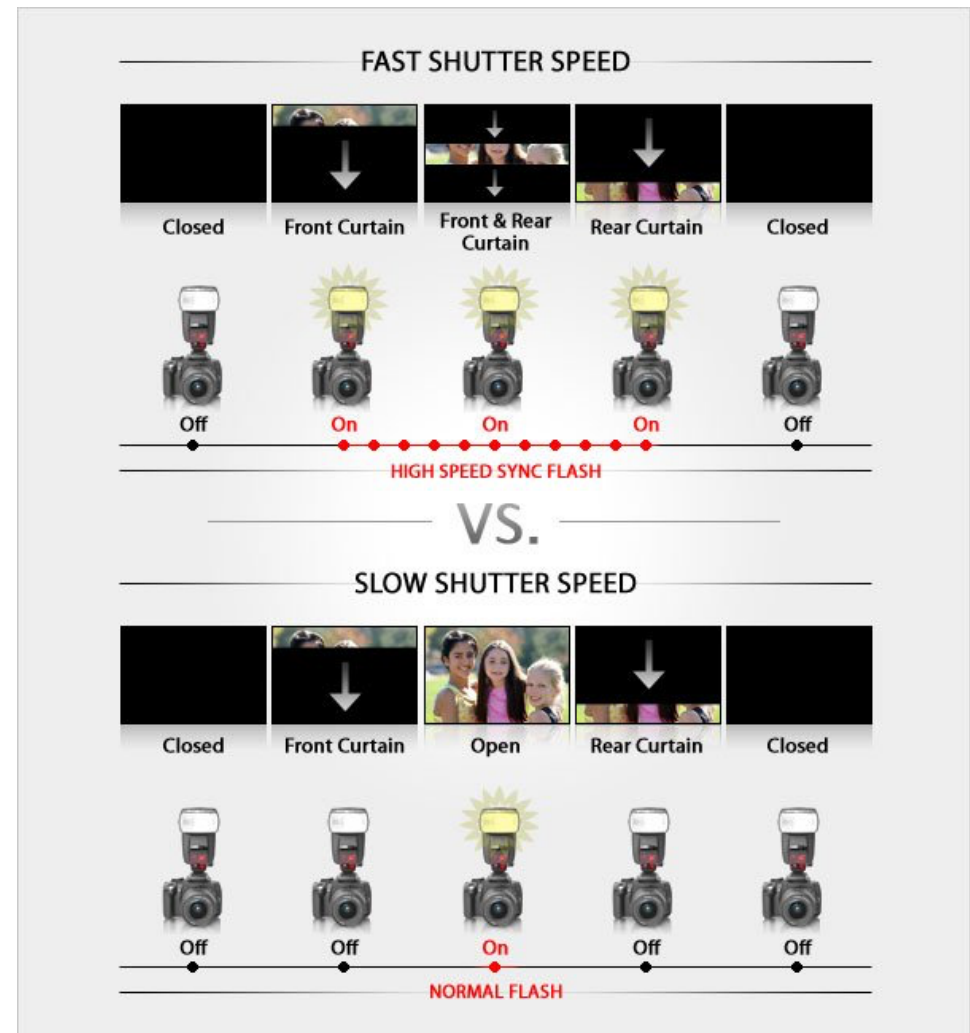 FAST SHUTTER SPEED
Closed
Front Curtain
Front & Rear
Curtain
Rear Curtain
Closed
Off
On
On
On
Off
HIGH SPEED SYNC FLASH
VS.
SLOW SHUTTER SPEED
Closed
Front Curtain
Open
Rear Curtain
Closed
Off
Off
On
Off
Off
NORMAL FLASH